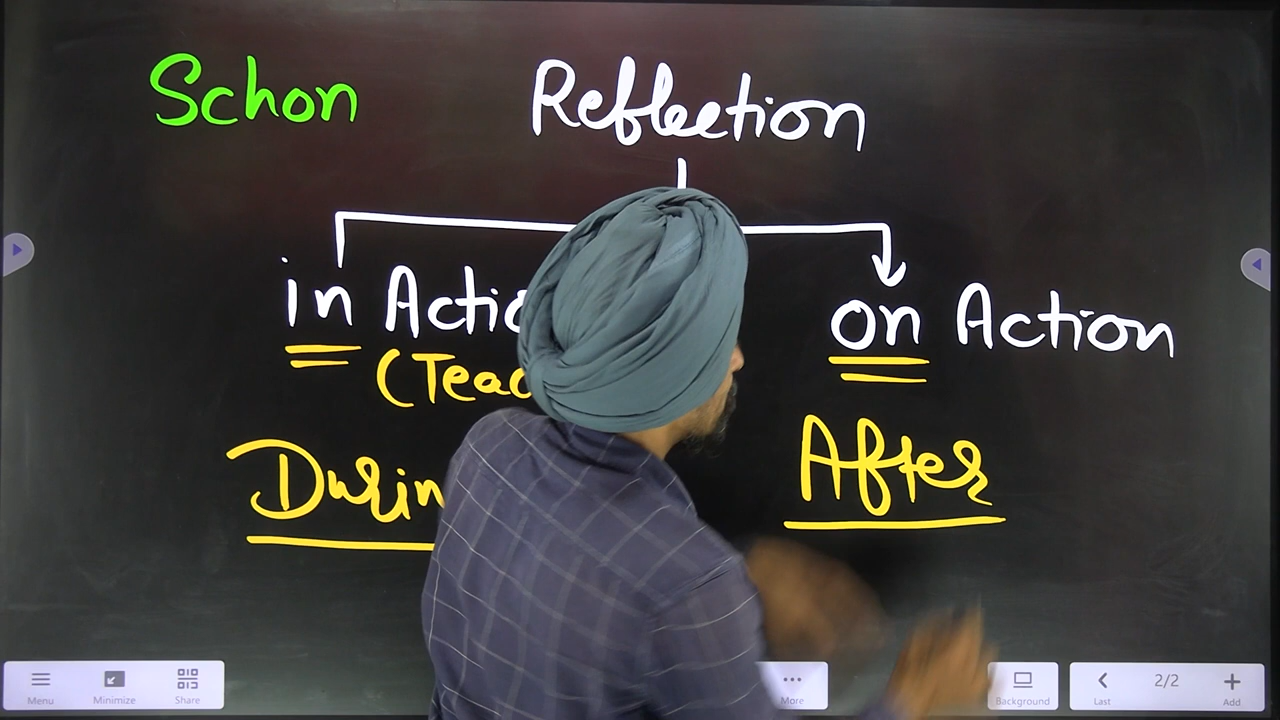 Schon
Reflection
in Actio
on Action
(Teac
Durin
After
Menu
Minimize
Share
More
Background
Last
2/2
Add